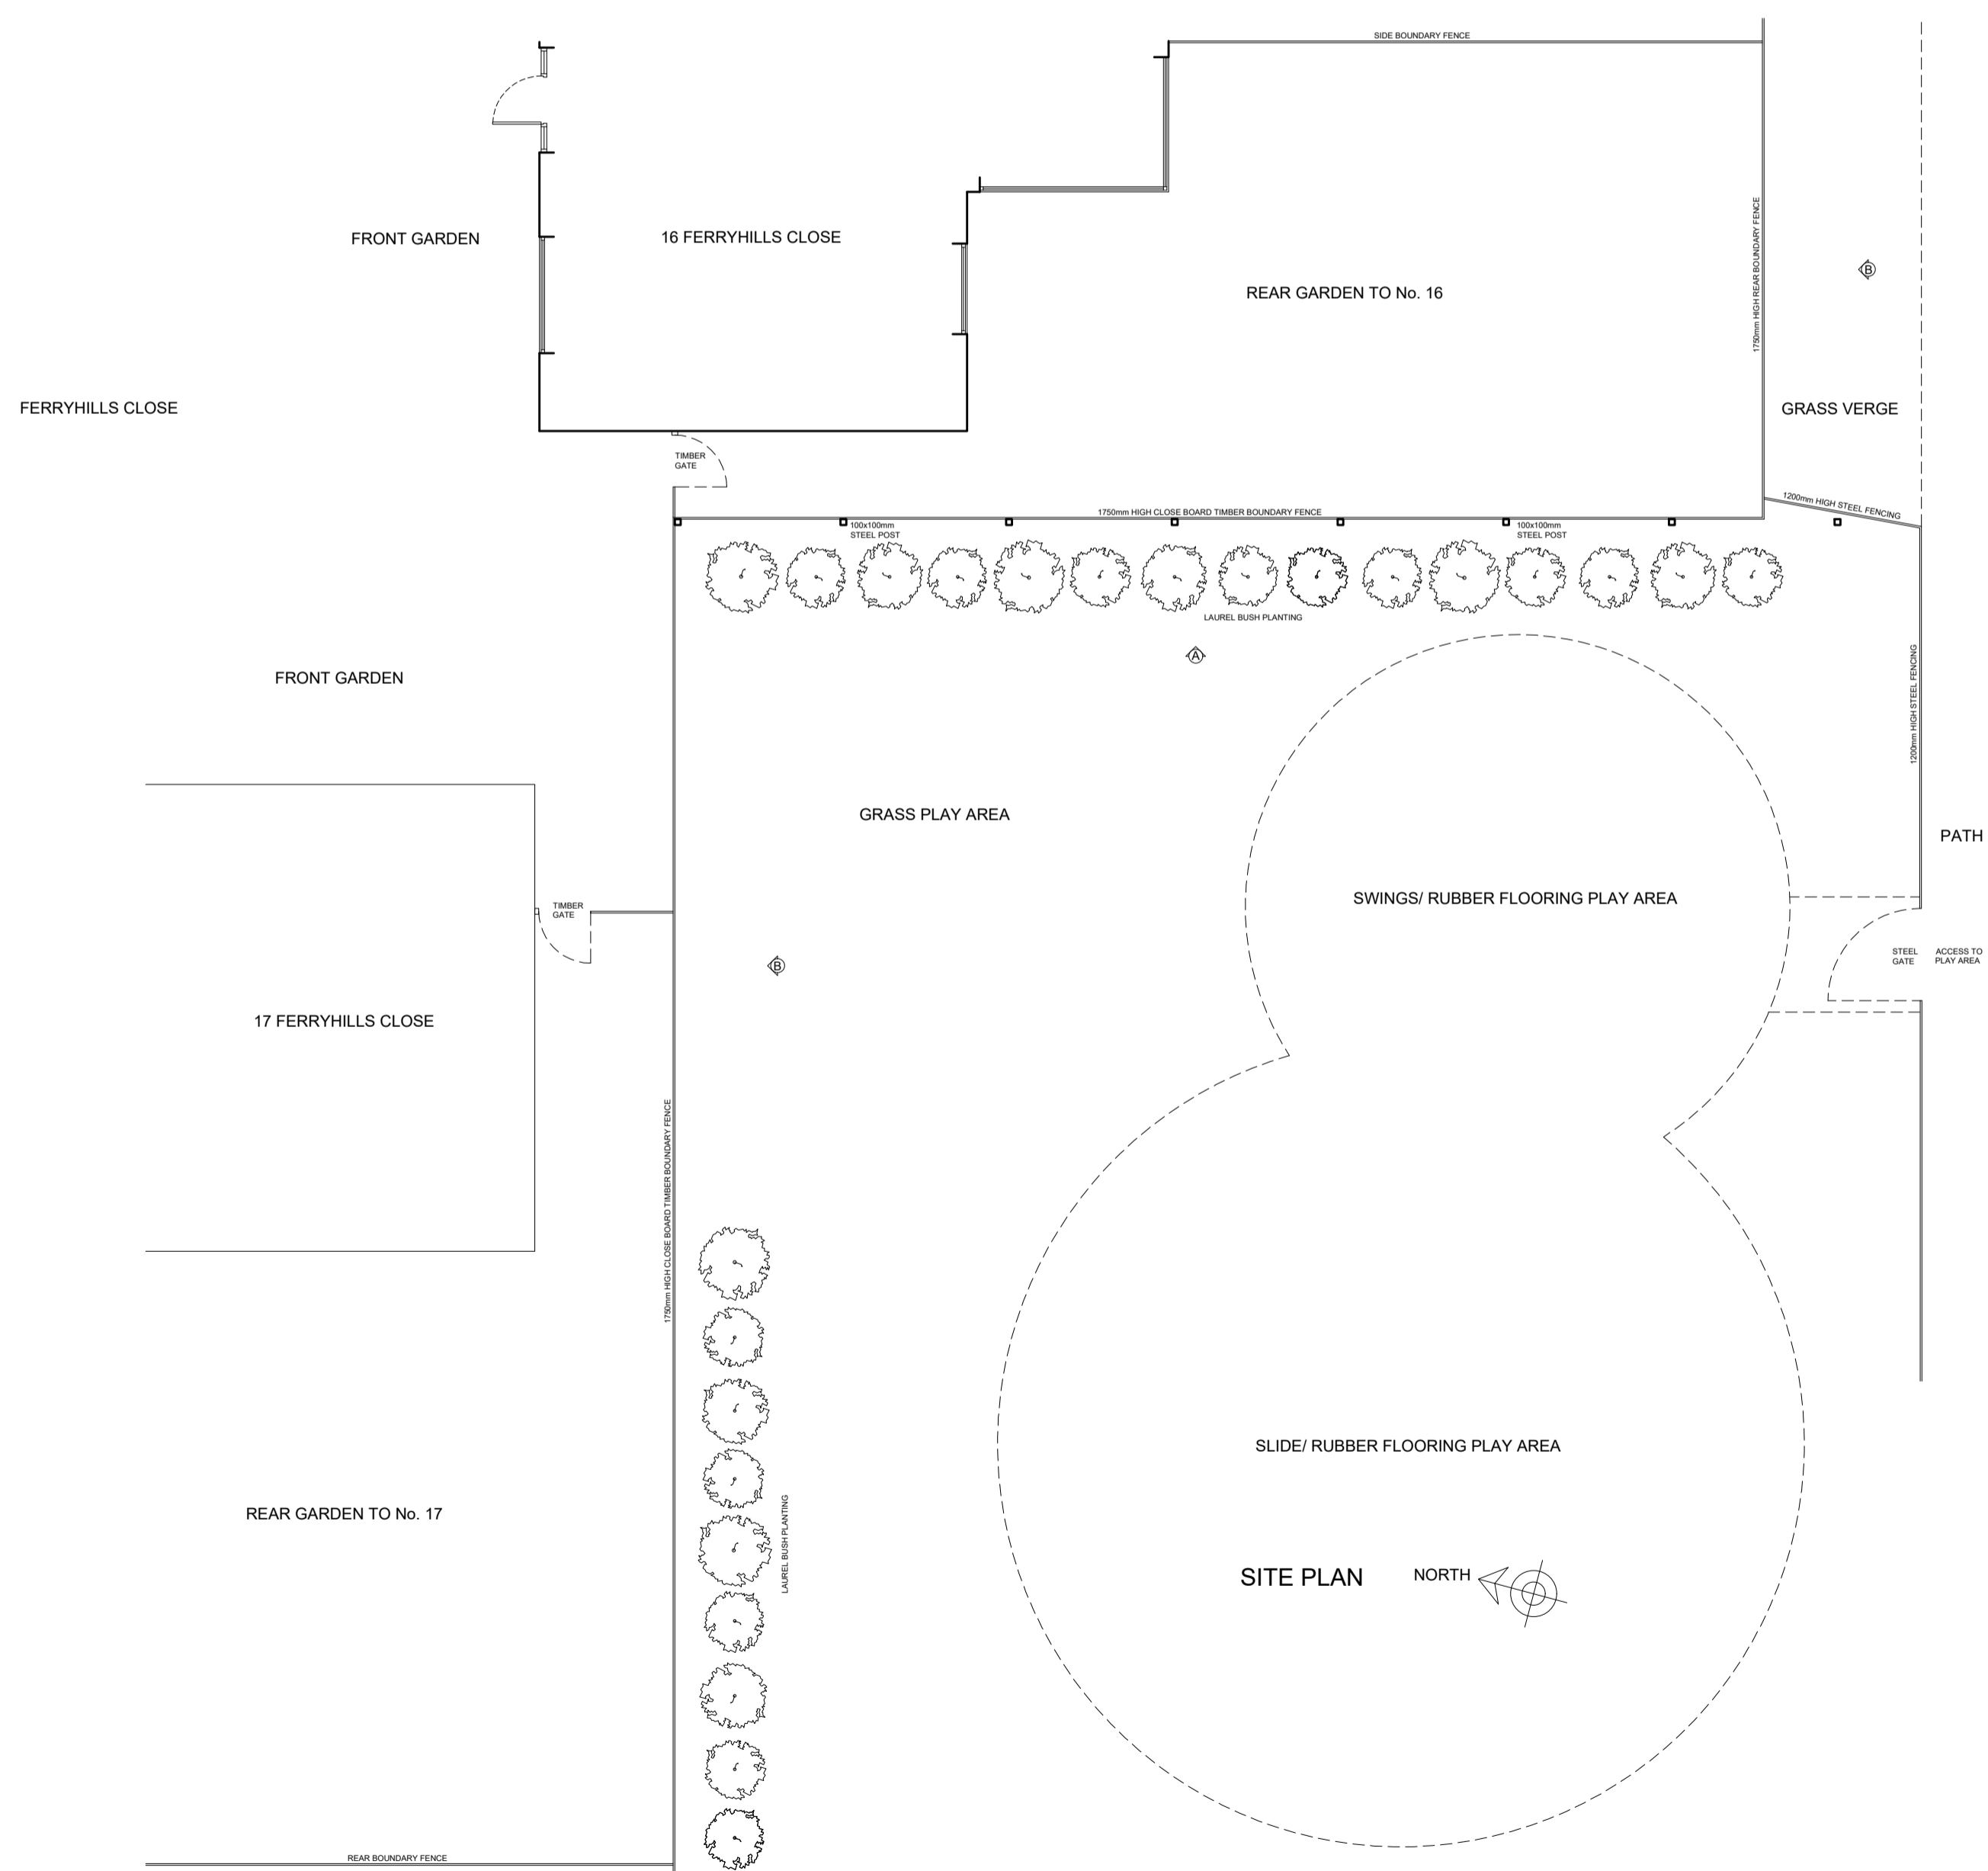 SIDE BOUNDARY FENCE
FRONT GARDEN
16 FERRYHILLS CLOSE
1750mm HIGH REAR BOUNDARY FENCE
B
REAR GARDEN TO No. 16
FERRYHILLS CLOSE
GRASS VERGE
TIMBER
GATE
1200mm HIGH STEEL FENCING
1750mm HIGH CLOSE BOARD TIMBER BOUNDARY FENCE
100x100mm
STEEL POST
100x100mm
STEEL POST
LAUREL BUSH PLANTING
A
FRONT GARDEN
1200mm HIGH STEEL FENCING
GRASS PLAY AREA
PATH
SWINGS/ RUBBER FLOORING PLAY AREA
TIMBER
GATE
STEEL
GATE
ACCESS TO
PLAY AREA
B
17 FERRYHILLS CLOSE
1750mm HIGH CLOSE BOARD TIMBER BOUNDARY FENCE
SLIDE/ RUBBER FLOORING PLAY AREA
REAR GARDEN TO No. 17
LAUREL BUSH PLANTING
SITE PLAN
NORTH
REAR BOUNDARY FENCE